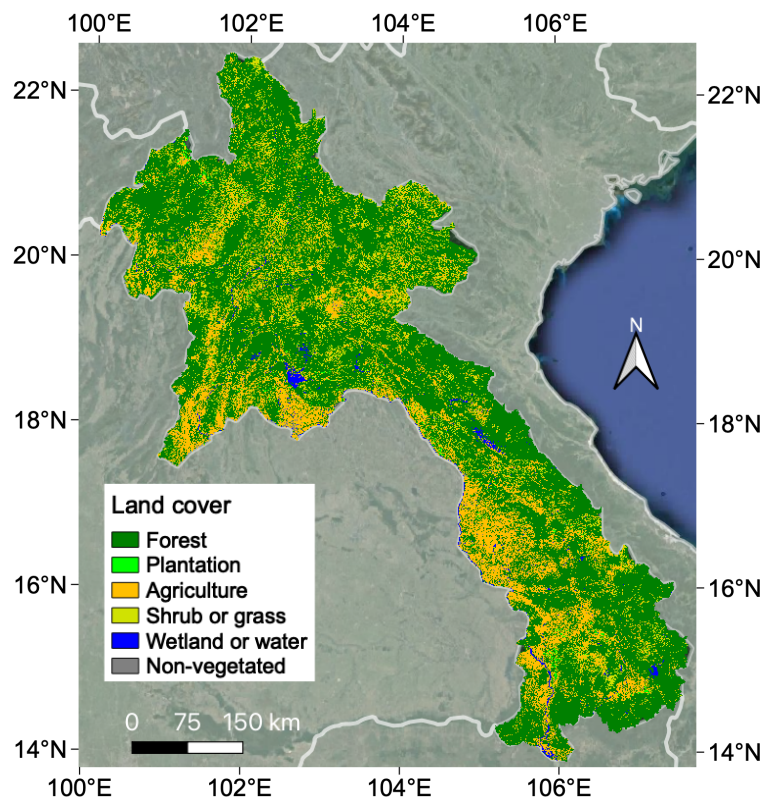 100°E 102°E 104°E 106°E
22°N 22°N
20°N 20°N
N
18°N 18°N
Land cover
Forest
Plantation
Agriculture
Shrub or grass
Wetland or water
Non-vegetated
16°N 16°N
0 75 150 km
14°N 14°N
100°E 102°E 104°E 106°E